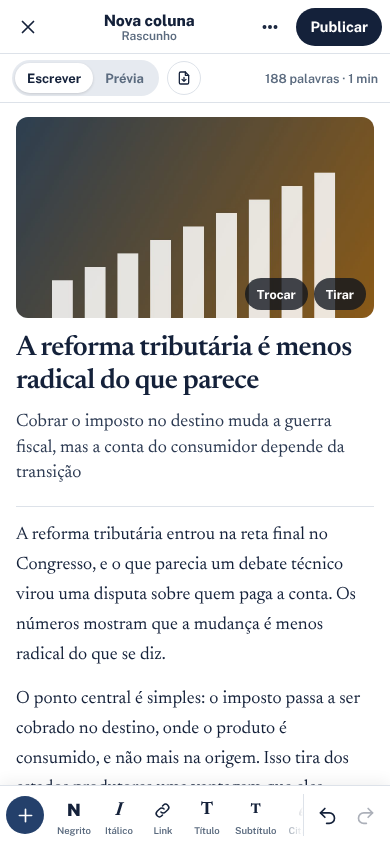 Nova coluna
Rascunho
Publicar
Escrever
Prévia
188 palavras · 1 min
Trocar
Tirar
A reforma tributária é menos
radical do que parece
Cobrar o imposto no destino muda a guerra
fiscal, mas a conta do consumidor depende da
transição
A reforma tributária entrou na reta final no
Congresso, e o que parecia um debate técnico
virou uma disputa sobre quem paga a conta. Os
números mostram que a mudança é menos
radical do que se diz.
O ponto central é simples: o imposto passa a ser
cobrado no destino, onde o produto é
consumido, e não mais na origem. Isso tira dos
N
I
T
T
Negrito
Itálico
Link
Título
Subtítulo